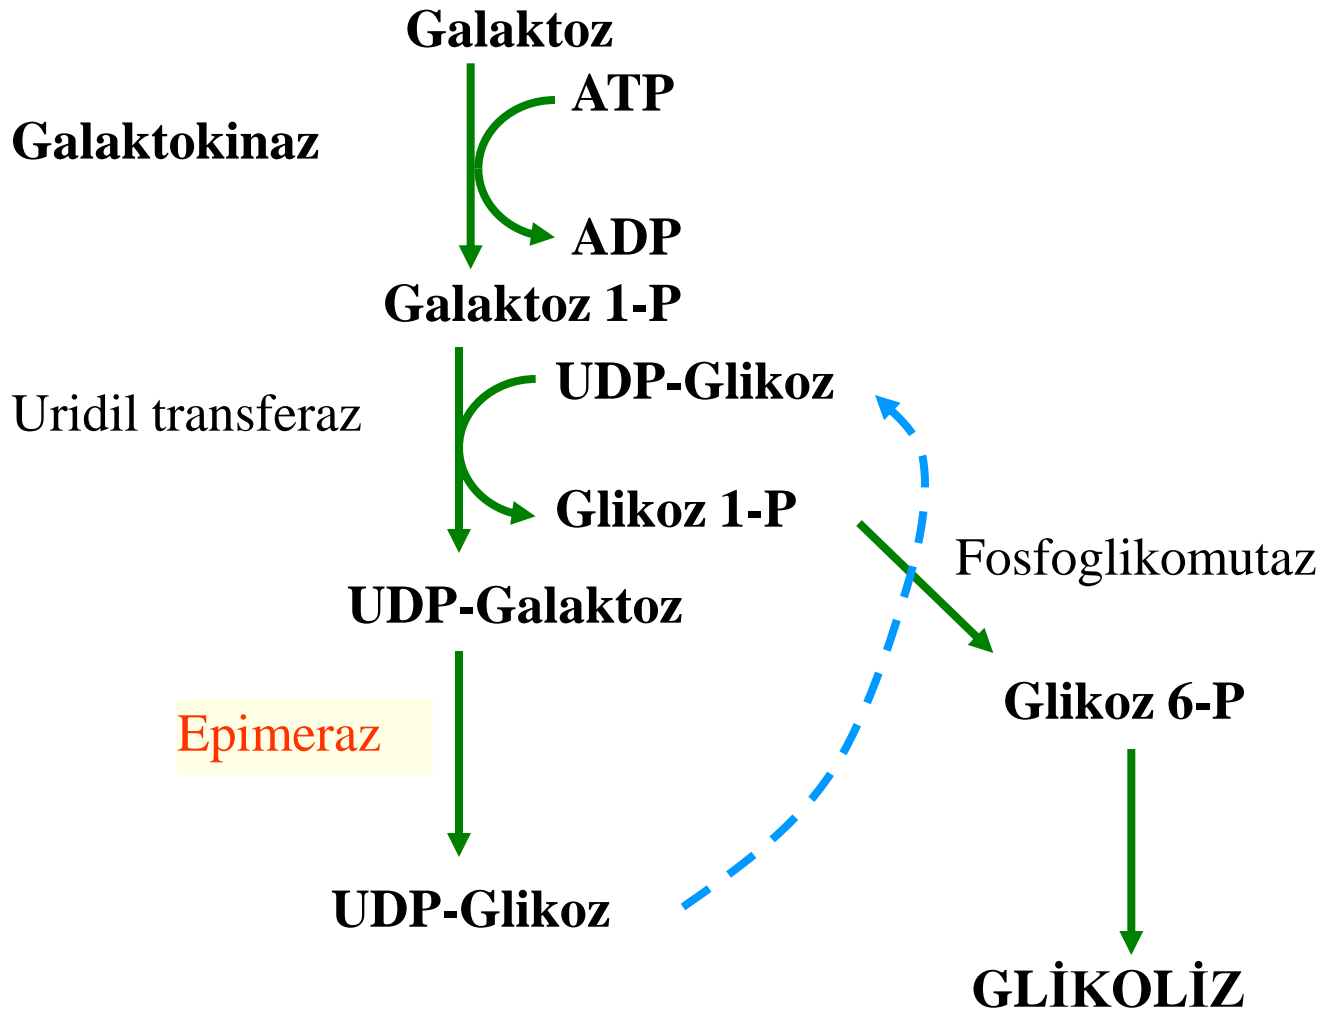 Galaktoz
ATP
Galaktokinaz
ADP
Galaktoz 1-P
UDP-Glikoz
Uridil transferaz
Glikoz 1-P
Fosfoglikomutaz
UDP-Galaktoz
Glikoz 6-P
Epimeraz
UDP-Glikoz
GLİKOLİZ